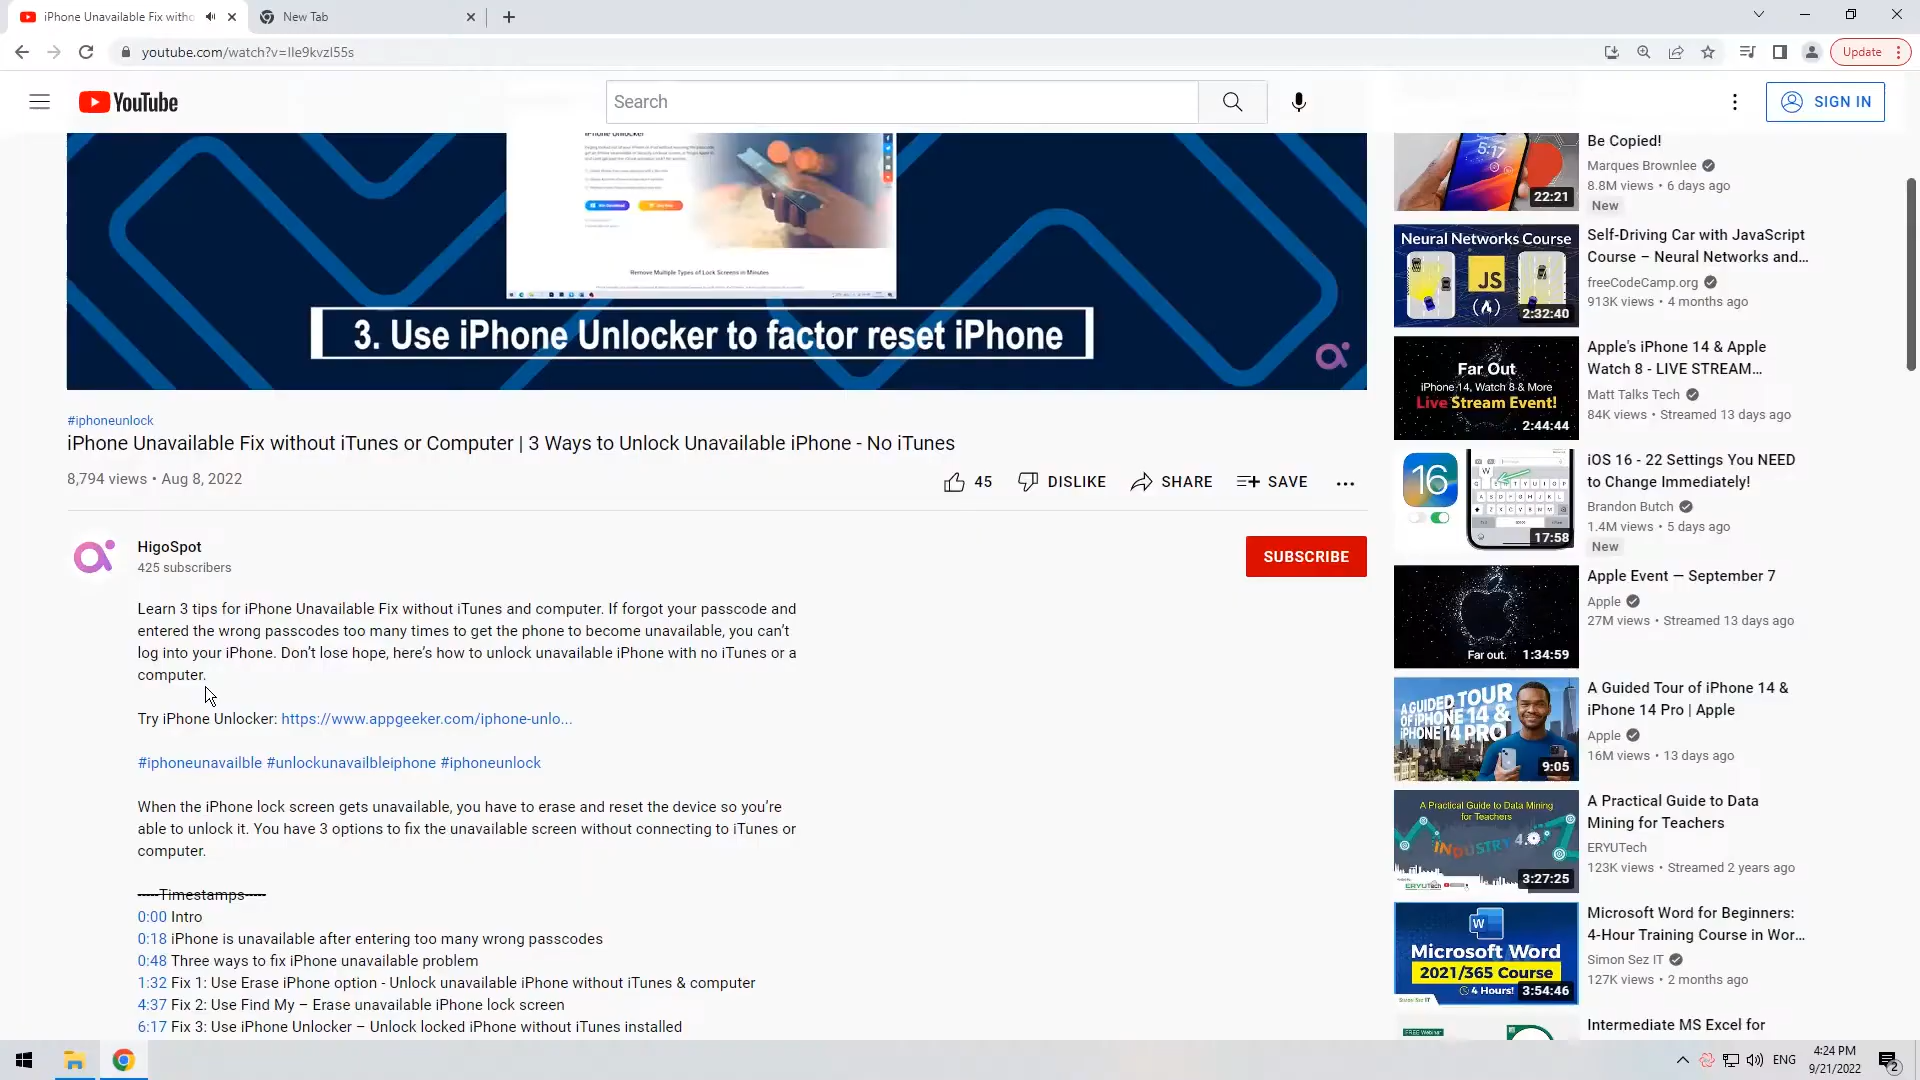 iPhone Unavailable Fix witho
New Tab
youtube.com/watch?v=lIe9kvzl55s
Update
YouTube
Search
SIGN IN
3. Use iPhone Unlocker to factor reset iPhone
Remove Multiple Types of Lock Screens in Minutes
#iphoneunlock
iPhone Unavailable Fix without iTunes or Computer | 3 Ways to Unlock Unavailable iPhone - No iTunes
8,794 views • Aug 8, 2022
45
DISLIKE
SHARE
SAVE
HigoSpot
425 subscribers
SUBSCRIBE
Learn 3 tips for iPhone Unavailable Fix without iTunes and computer. If forgot your passcode and
entered the wrong passcodes too many times to get the phone to become unavailable, you can't
log into your iPhone. Don't lose hope, here's how to unlock unavailable iPhone with no iTunes or a
computer.
Try iPhone Unlocker: https://www.appgeeker.com/iphone-unlo...
#iphoneunavailble #unlockunavailbleiphone #iphoneunlock
When the iPhone lock screen gets unavailable, you have to erase and reset the device so you're
able to unlock it. You have 3 options to fix the unavailable screen without connecting to iTunes or
computer.
-----Timestamps-----
0:00 Intro
0:18 iPhone is unavailable after entering too many wrong passcodes
0:48 Three ways to fix iPhone unavailable problem
1:32 Fix 1: Use Erase iPhone option - Unlock unavailable iPhone without iTunes & computer
4:37 Fix 2: Use Find My – Erase unavailable iPhone lock screen
6:17 Fix 3: Use iPhone Unlocker – Unlock locked iPhone without iTunes installed
5:17
22:21
Be Copied!
Marques Brownlee
8.8M views • 6 days ago
New
Neural Networks Course
JS
2:32:40
Self-Driving Car with JavaScript
Course – Neural Networks and...
freeCodeCamp.org
913K views • 4 months ago
Far Out
iPhone 14, Watch 8 & More
Live Stream Event!
2:44:44
Apple's iPhone 14 & Apple
Watch 8 - LIVE STREAM...
Matt Talks Tech
84K views • Streamed 13 days ago
16
17:58
iOS 16 - 22 Settings You NEED
to Change Immediately!
Brandon Butch
1.4M views • 5 days ago
New
Far out.
1:34:59
Apple Event — September 7
Apple
27M views • Streamed 13 days ago
A GUIDED TOUR
OF IPHONE 14 &
IPHONE 14 PRO
9:05
A Guided Tour of iPhone 14 &
iPhone 14 Pro | Apple
Apple
16M views • 13 days ago
A Practical Guide to Data Mining
for Teachers
INDUSTRY 4.0
ERYUTech
3:27:25
A Practical Guide to Data
Mining for Teachers
ERYUTech
123K views • Streamed 2 years ago
Microsoft Word
2021/365 Course
4 Hours!
Simon Sez IT
3:54:46
Microsoft Word for Beginners:
4-Hour Training Course in Wor...
Simon Sez IT
127K views • 2 months ago
FREE Webinar
Intermediate MS Excel for
ENG
4:24 PM
9/21/2022
2